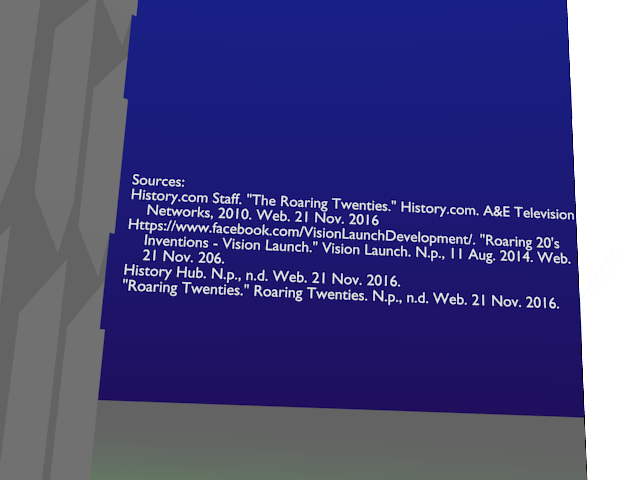 Sources:
History.com Staff. "The Roaring Twenties." History.com. A&E Television
Networks, 2010. Web. 21 Nov. 2016
Https://www.facebook.com/VisionLaunchDevelopment/. "Roaring 20's
Inventions - Vision Launch." Vision Launch. N.p., 11 Aug. 2014. Web.
21 Nov. 206.
History Hub. N.p., n.d. Web. 21 Nov. 2016.
"Roaring Twenties." Roaring Twenties. N.p., n.d. Web. 21 Nov. 2016.